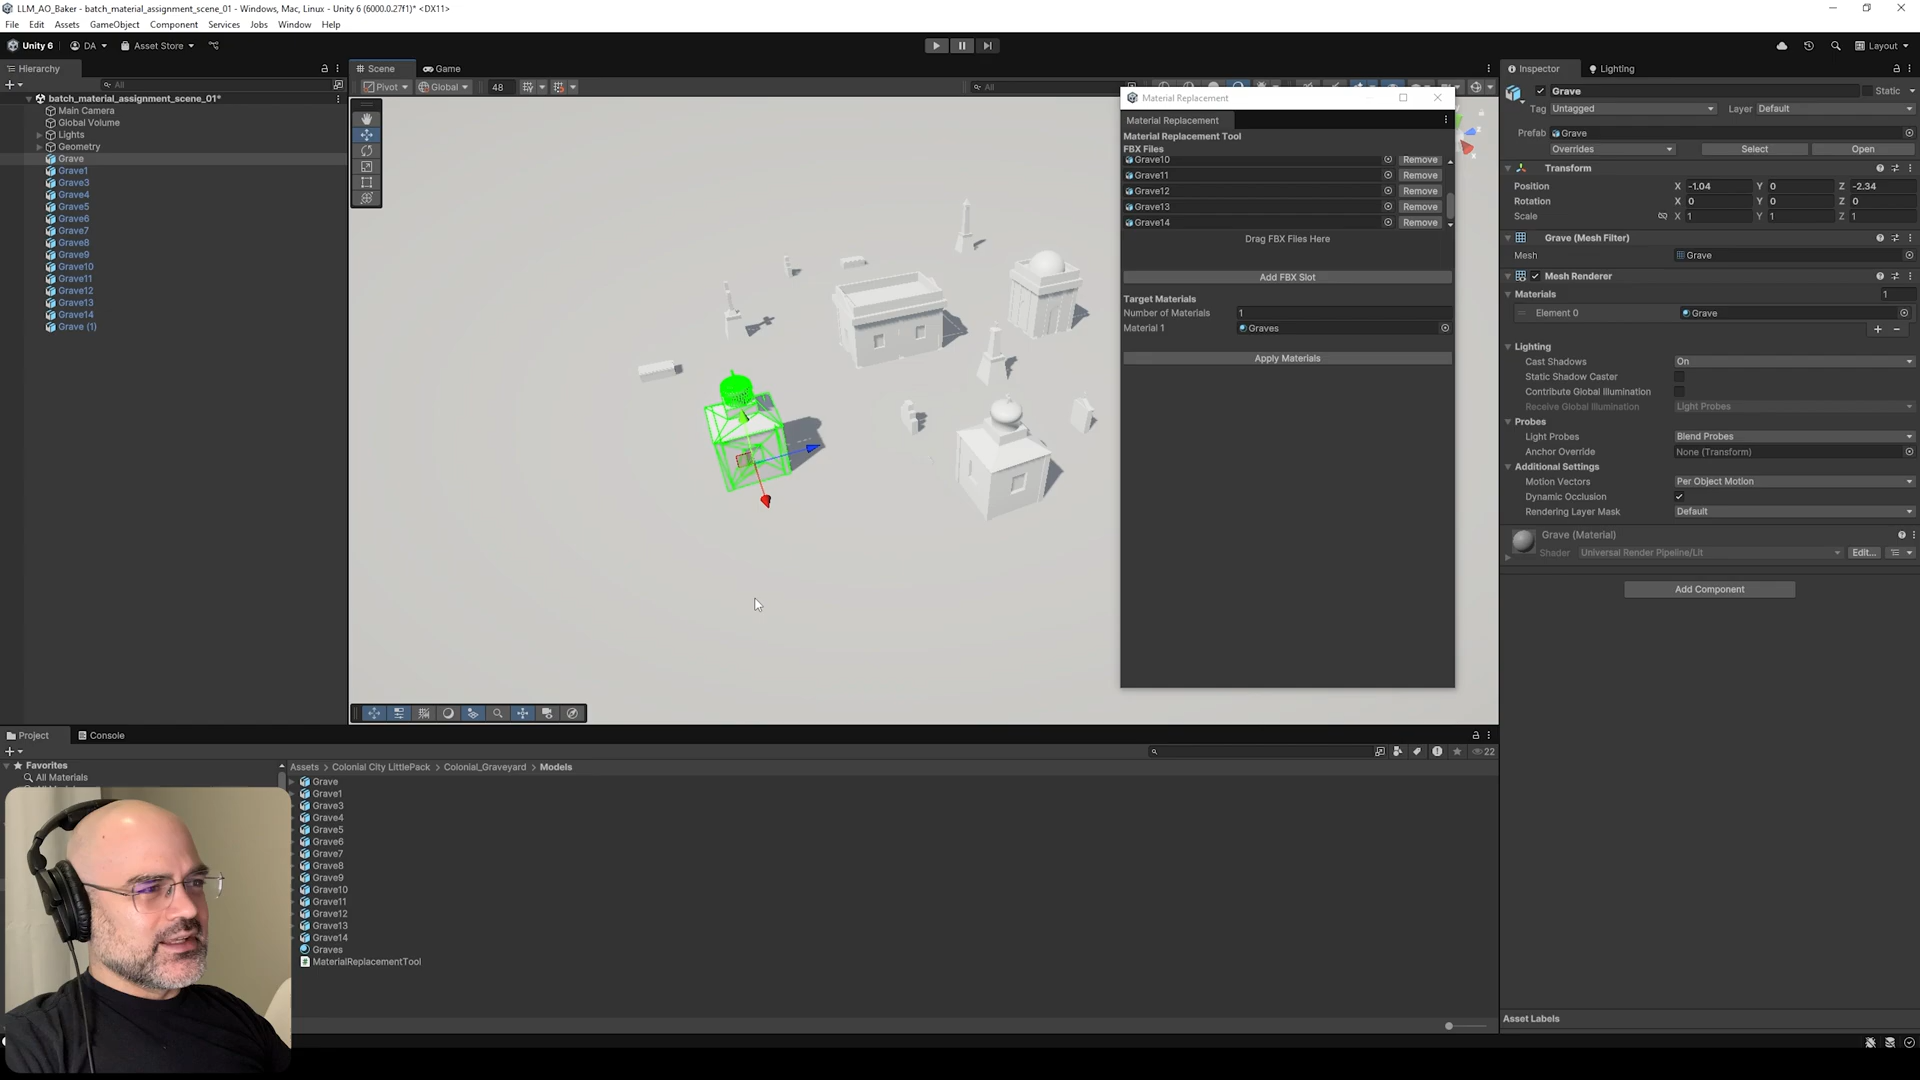 LLM_AO_Baker - batch_material_assignment_scene_01* - Windows, Mac, Linux - Unity 6 (6000.0.27f1)* <DX11>
File Edit Assets GameObject Component Services Jobs Window Help
Unity 6 DA Asset Store Layout
Hierarchy
All
batch_material_assignment_scene_01*
Main Camera
Global Volume
Lights
Geometry
Grave
Grave1
Grave3
Grave4
Grave5
Grave6
Grave7
Grave8
Grave9
Grave10
Grave11
Grave12
Grave13
Grave14
Grave (1)
Scene Game
Pivot Global 48 All
Material Replacement
Material Replacement
Material Replacement Tool
FBX Files
Grave10 Remove
Grave11 Remove
Grave12 Remove
Grave13 Remove
Grave14 Remove
Drag FBX Files Here
Add FBX Slot
Target Materials
Number of Materials 1
Material 1 Graves
Apply Materials
Inspector Lighting
Grave Static
Tag Untagged Layer Default
Prefab Grave
Overrides Select Open
Transform
Position X -1.04 Y 0 Z -2.34
Rotation X 0 Y 0 Z 0
Scale X 1 Y 1 Z 1
Grave (Mesh Filter)
Mesh Grave
Mesh Renderer
Materials 1
Element 0 Grave
Lighting
Cast Shadows On
Static Shadow Caster
Contribute Global Illumination
Receive Global Illumination Light Probes
Probes
Light Probes Blend Probes
Anchor Override None (Transform)
Additional Settings
Motion Vectors Per Object Motion
Dynamic Occlusion
Rendering Layer Mask Default
Grave (Material)
Shader Universal Render Pipeline/Lit Edit...
Add Component
Asset Labels
Project Console
22
Favorites
All Materials
Assets > Colonial City LittlePack > Colonial_Graveyard > Models
Grave
Grave1
Grave3
Grave4
Grave5
Grave6
Grave7
Grave8
Grave9
Grave10
Grave11
Grave12
Grave13
Grave14
Graves
MaterialReplacementTool